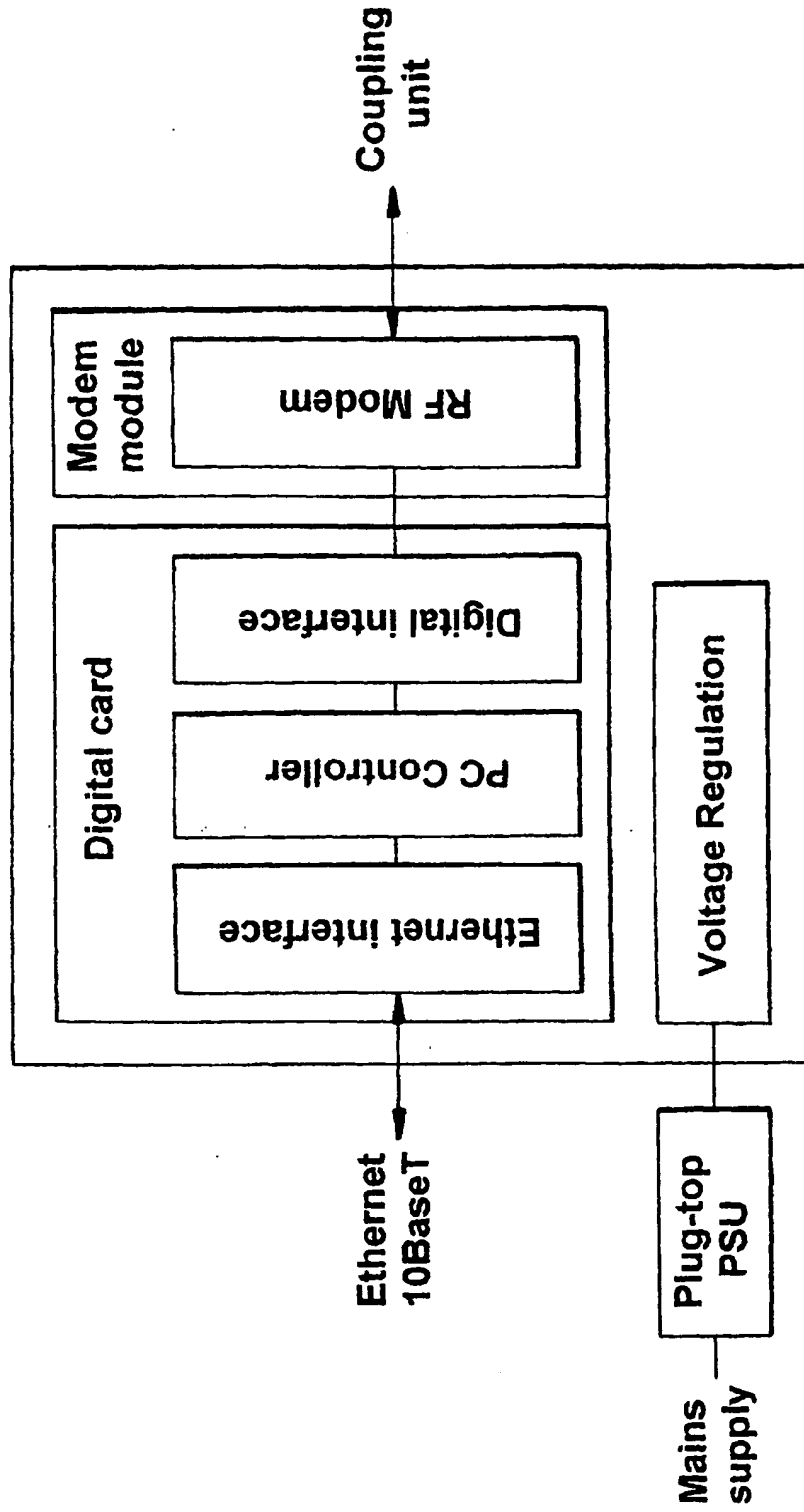 Digital card
Modem
module
Ethernet interface
PC Controller
Digital interface
RF Modem
Ethernet
10BaseT
Coupling
unit
Mains
supply
Plug-top
PSU
Voltage Regulation